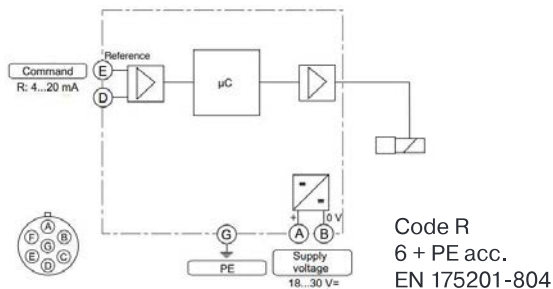 Reference
Command
R: 4...20 mA
E
D
µC
+ 0 V
G
A B
PE
Supply
voltage
18...30 V=
A
F B
G
E C
D
Code R
6 + PE acc.
EN 175201-804